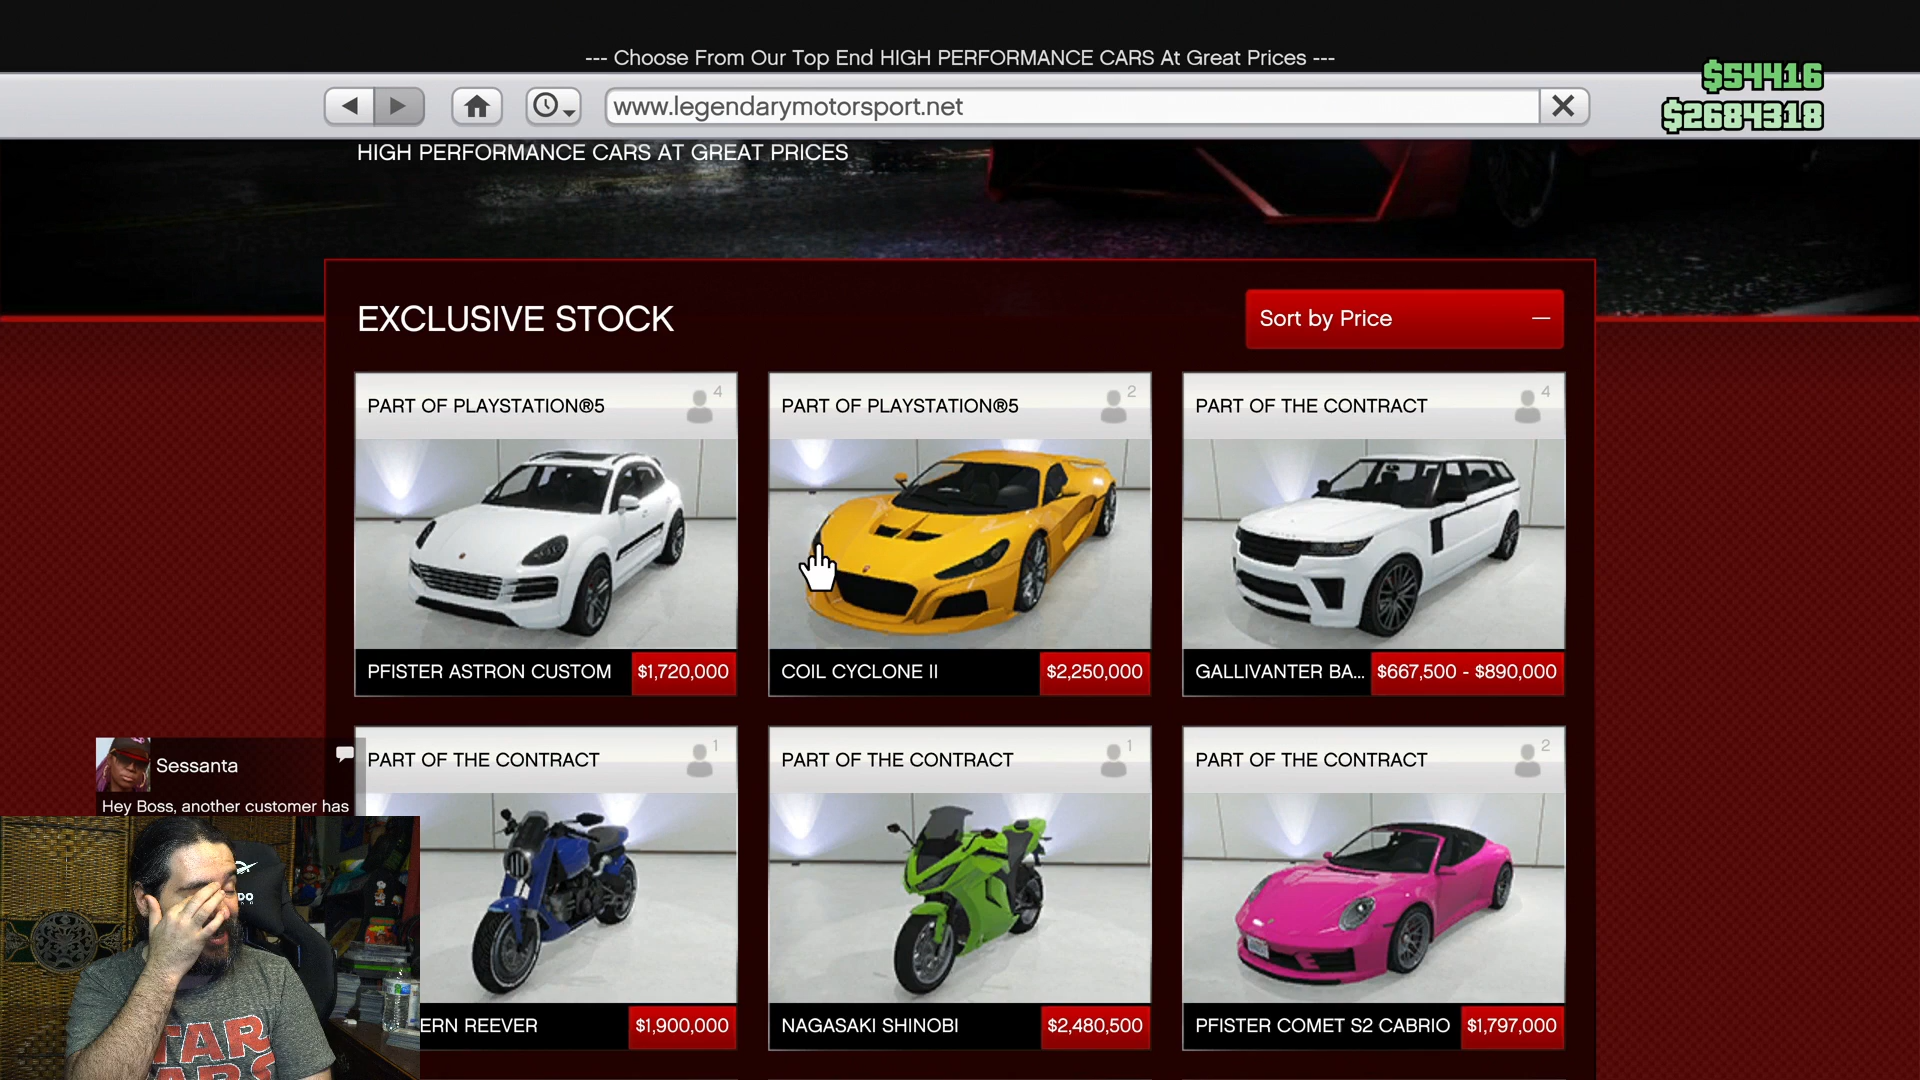 --- Choose From Our Top End HIGH PERFORMANCE CARS At Great Prices ---
$54416
$2684318
www.legendarymotorsport.net
HIGH PERFORMANCE CARS AT GREAT PRICES
EXCLUSIVE STOCK
Sort by Price
PART OF PLAYSTATION®5
4
PART OF PLAYSTATION®5
2
PART OF THE CONTRACT
4
PFISTER ASTRON CUSTOM
$1,720,000
COIL CYCLONE II
$2,250,000
GALLIVANTER BA...
$667,500 - $890,000
Sessanta
Hey Boss, another customer has
PART OF THE CONTRACT
1
PART OF THE CONTRACT
1
PART OF THE CONTRACT
2
ERN REEVER
$1,900,000
NAGASAKI SHINOBI
$2,480,500
PFISTER COMET S2 CABRIO
$1,797,000
TAR